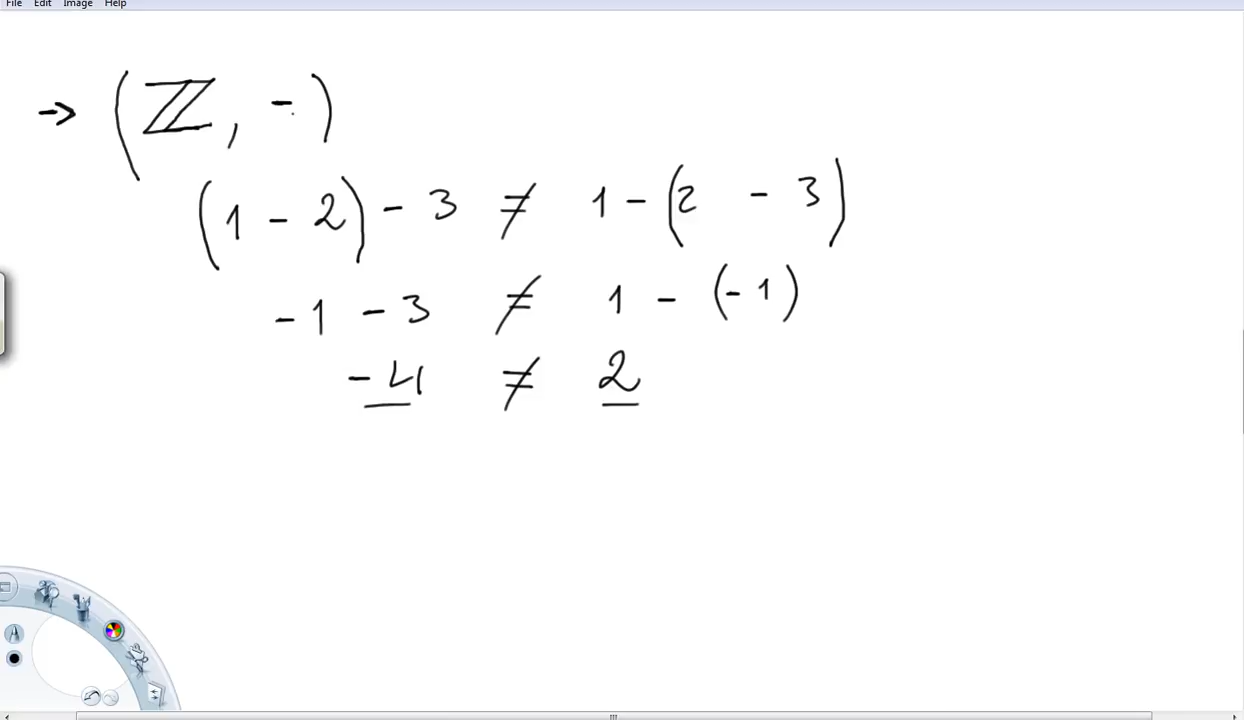 File Edit Image Help
→ (ℤ, -)
(1 - 2) - 3 ≠ 1 - (2 - 3)
-1 - 3 ≠ 1 - (-1)
-4 ≠ 2